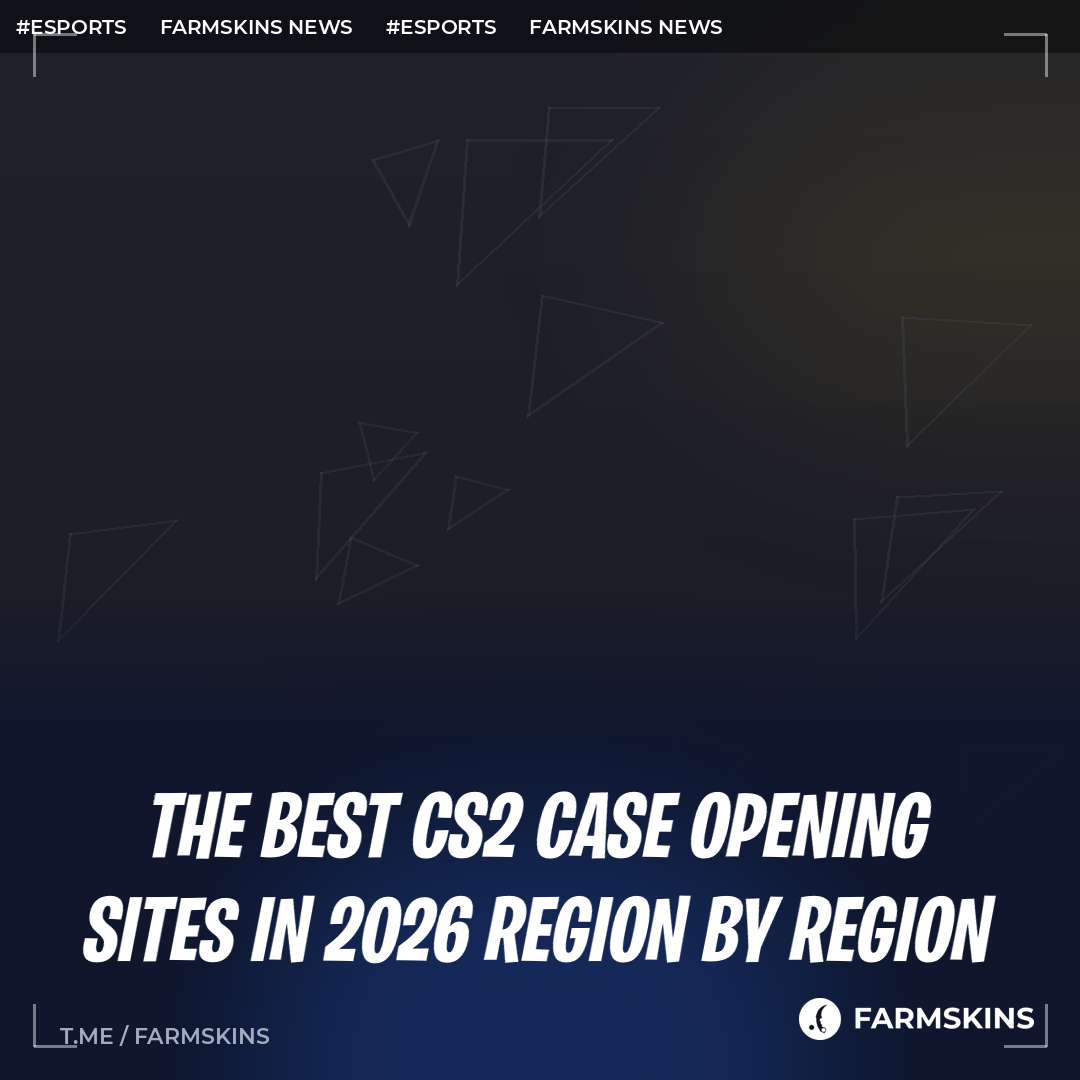 #ESPORTS FARMSKINS NEWS #ESPORTS FARMSKINS NEWS
THE BEST CS2 CASE OPENING
SITES IN 2026 REGION BY REGION
T.ME / FARMSKINS
FARMSKINS